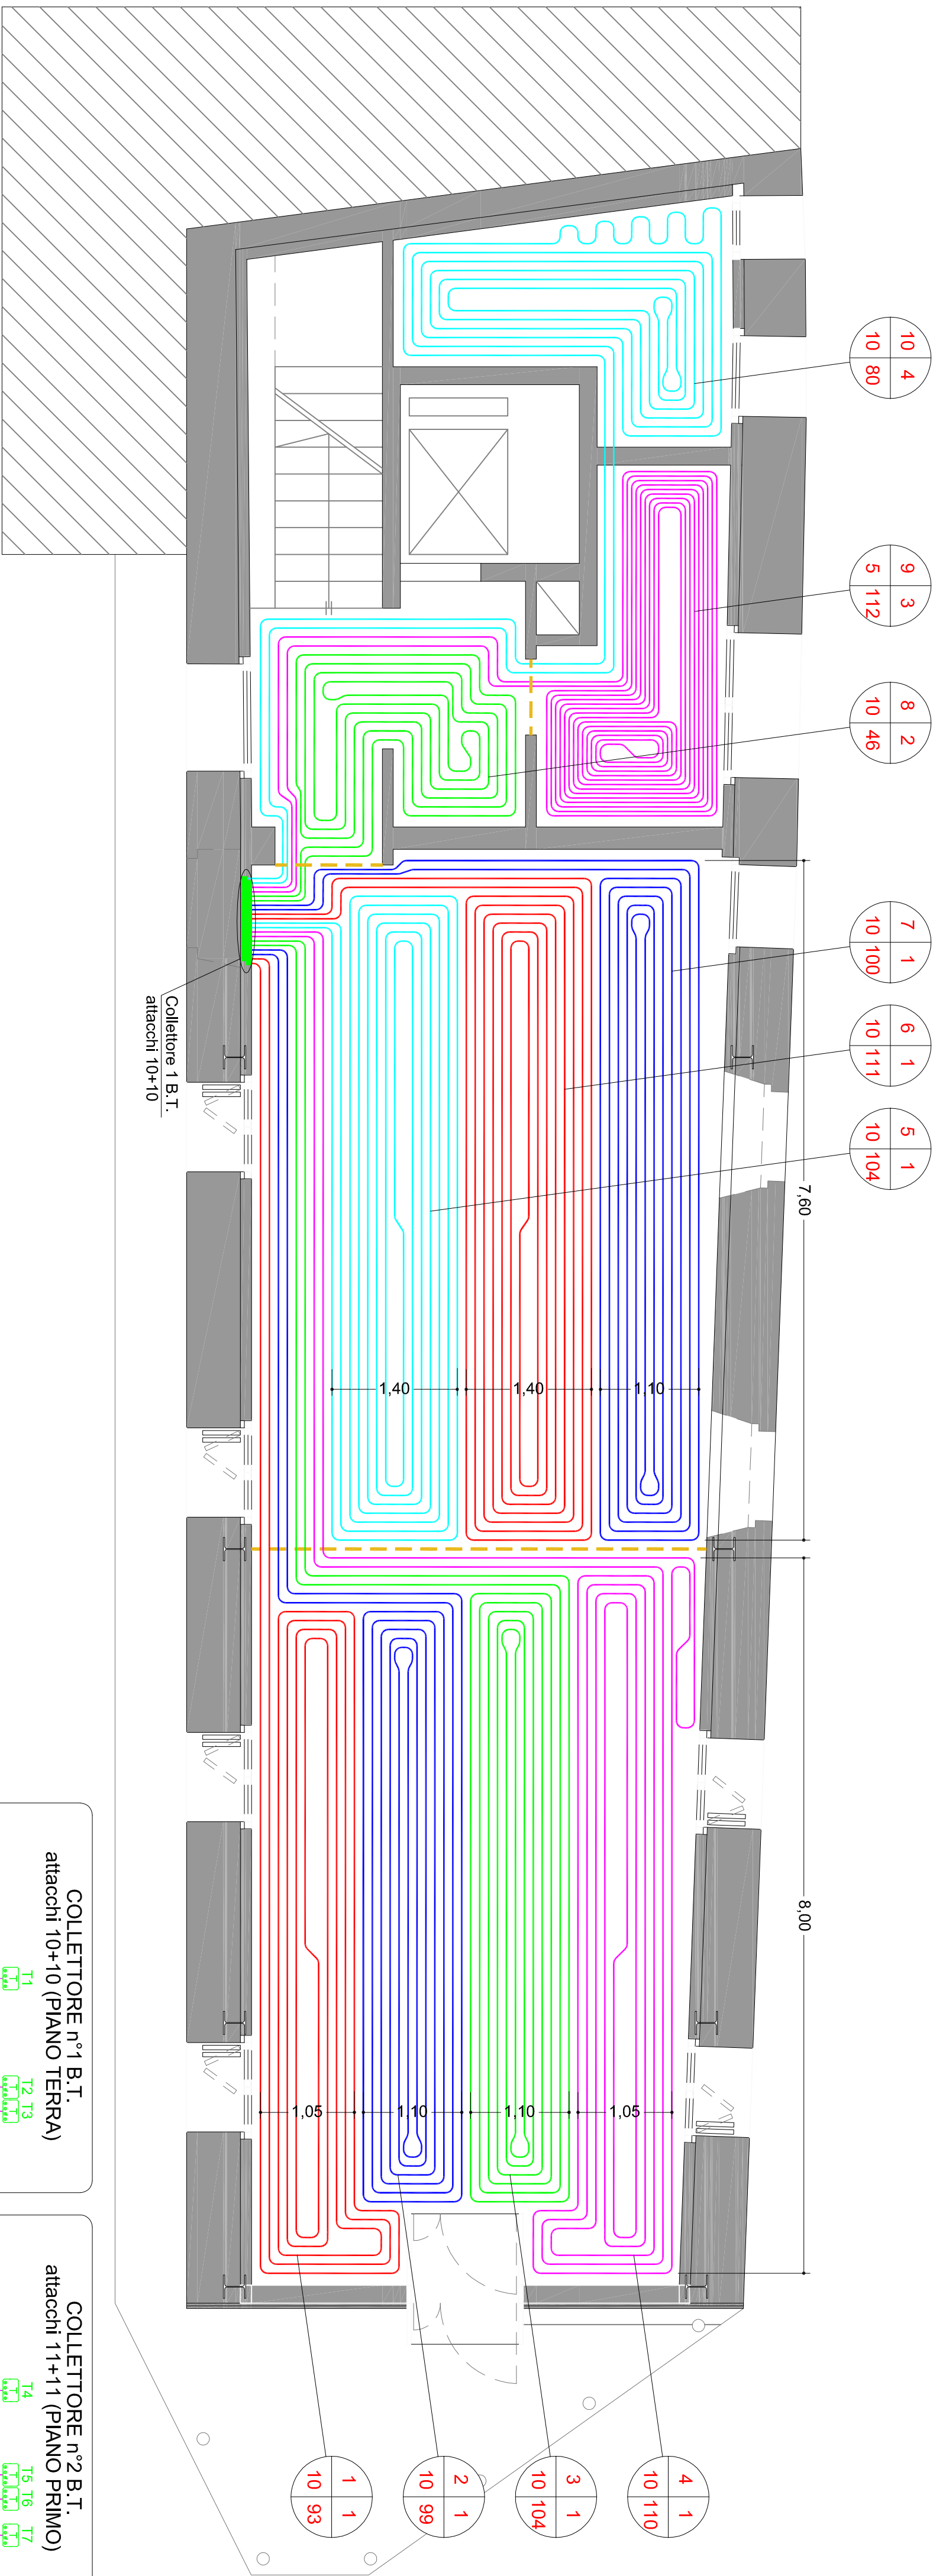 10 4
10 80
9 3
5 112
8 2
10 46
7 1
10 100
6 1
10 111
5 1
10 104
7,60
8,00
1,40
1,40
1,10
1,05
1,10
1,10
1,05
Collettore 1 B.T.
attacchi 10+10
4 1
10 110
3 1
10 104
2 1
10 99
1 1
10 93
COLLETTORE n°1 B.T.
attacchi 10+10 (PIANO TERRA)
T1
T2 T3
T
T T
COLLETTORE n°2 B.T.
attacchi 11+11 (PIANO PRIMO)
T4
T5 T6
T7
T
T T
T